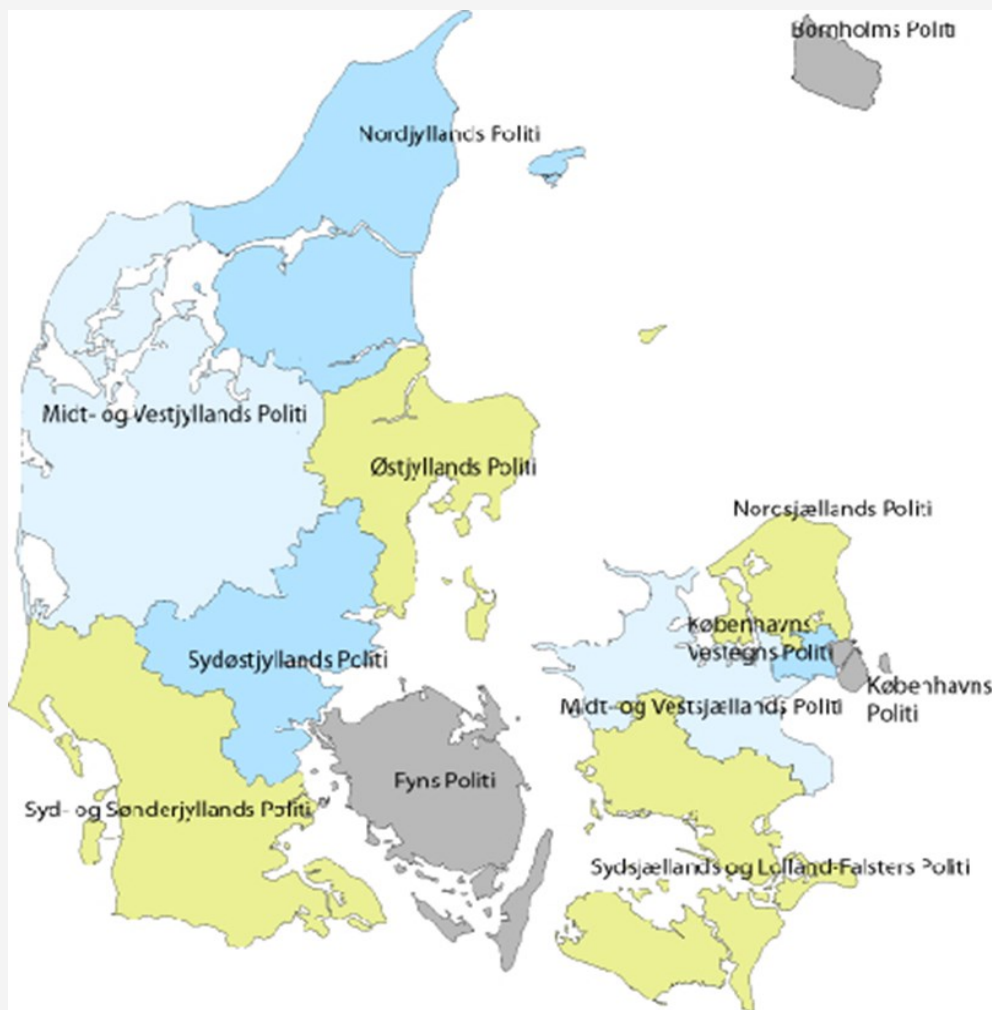 Bornholms Politi
Nordjyllands Politi
Midt- og Vestjyllands Politi
Østjyllands Politi
Nordsjællands Politi
Københavns
Vestegns Politi
Sydøstjyllands Politi
Københavns
Politi
Midt- og Vestsjællands Politi
Fyns Politi
Syd- og Sønderjyllands Politi
Sydsjællands og Lolland-Falsters Politi